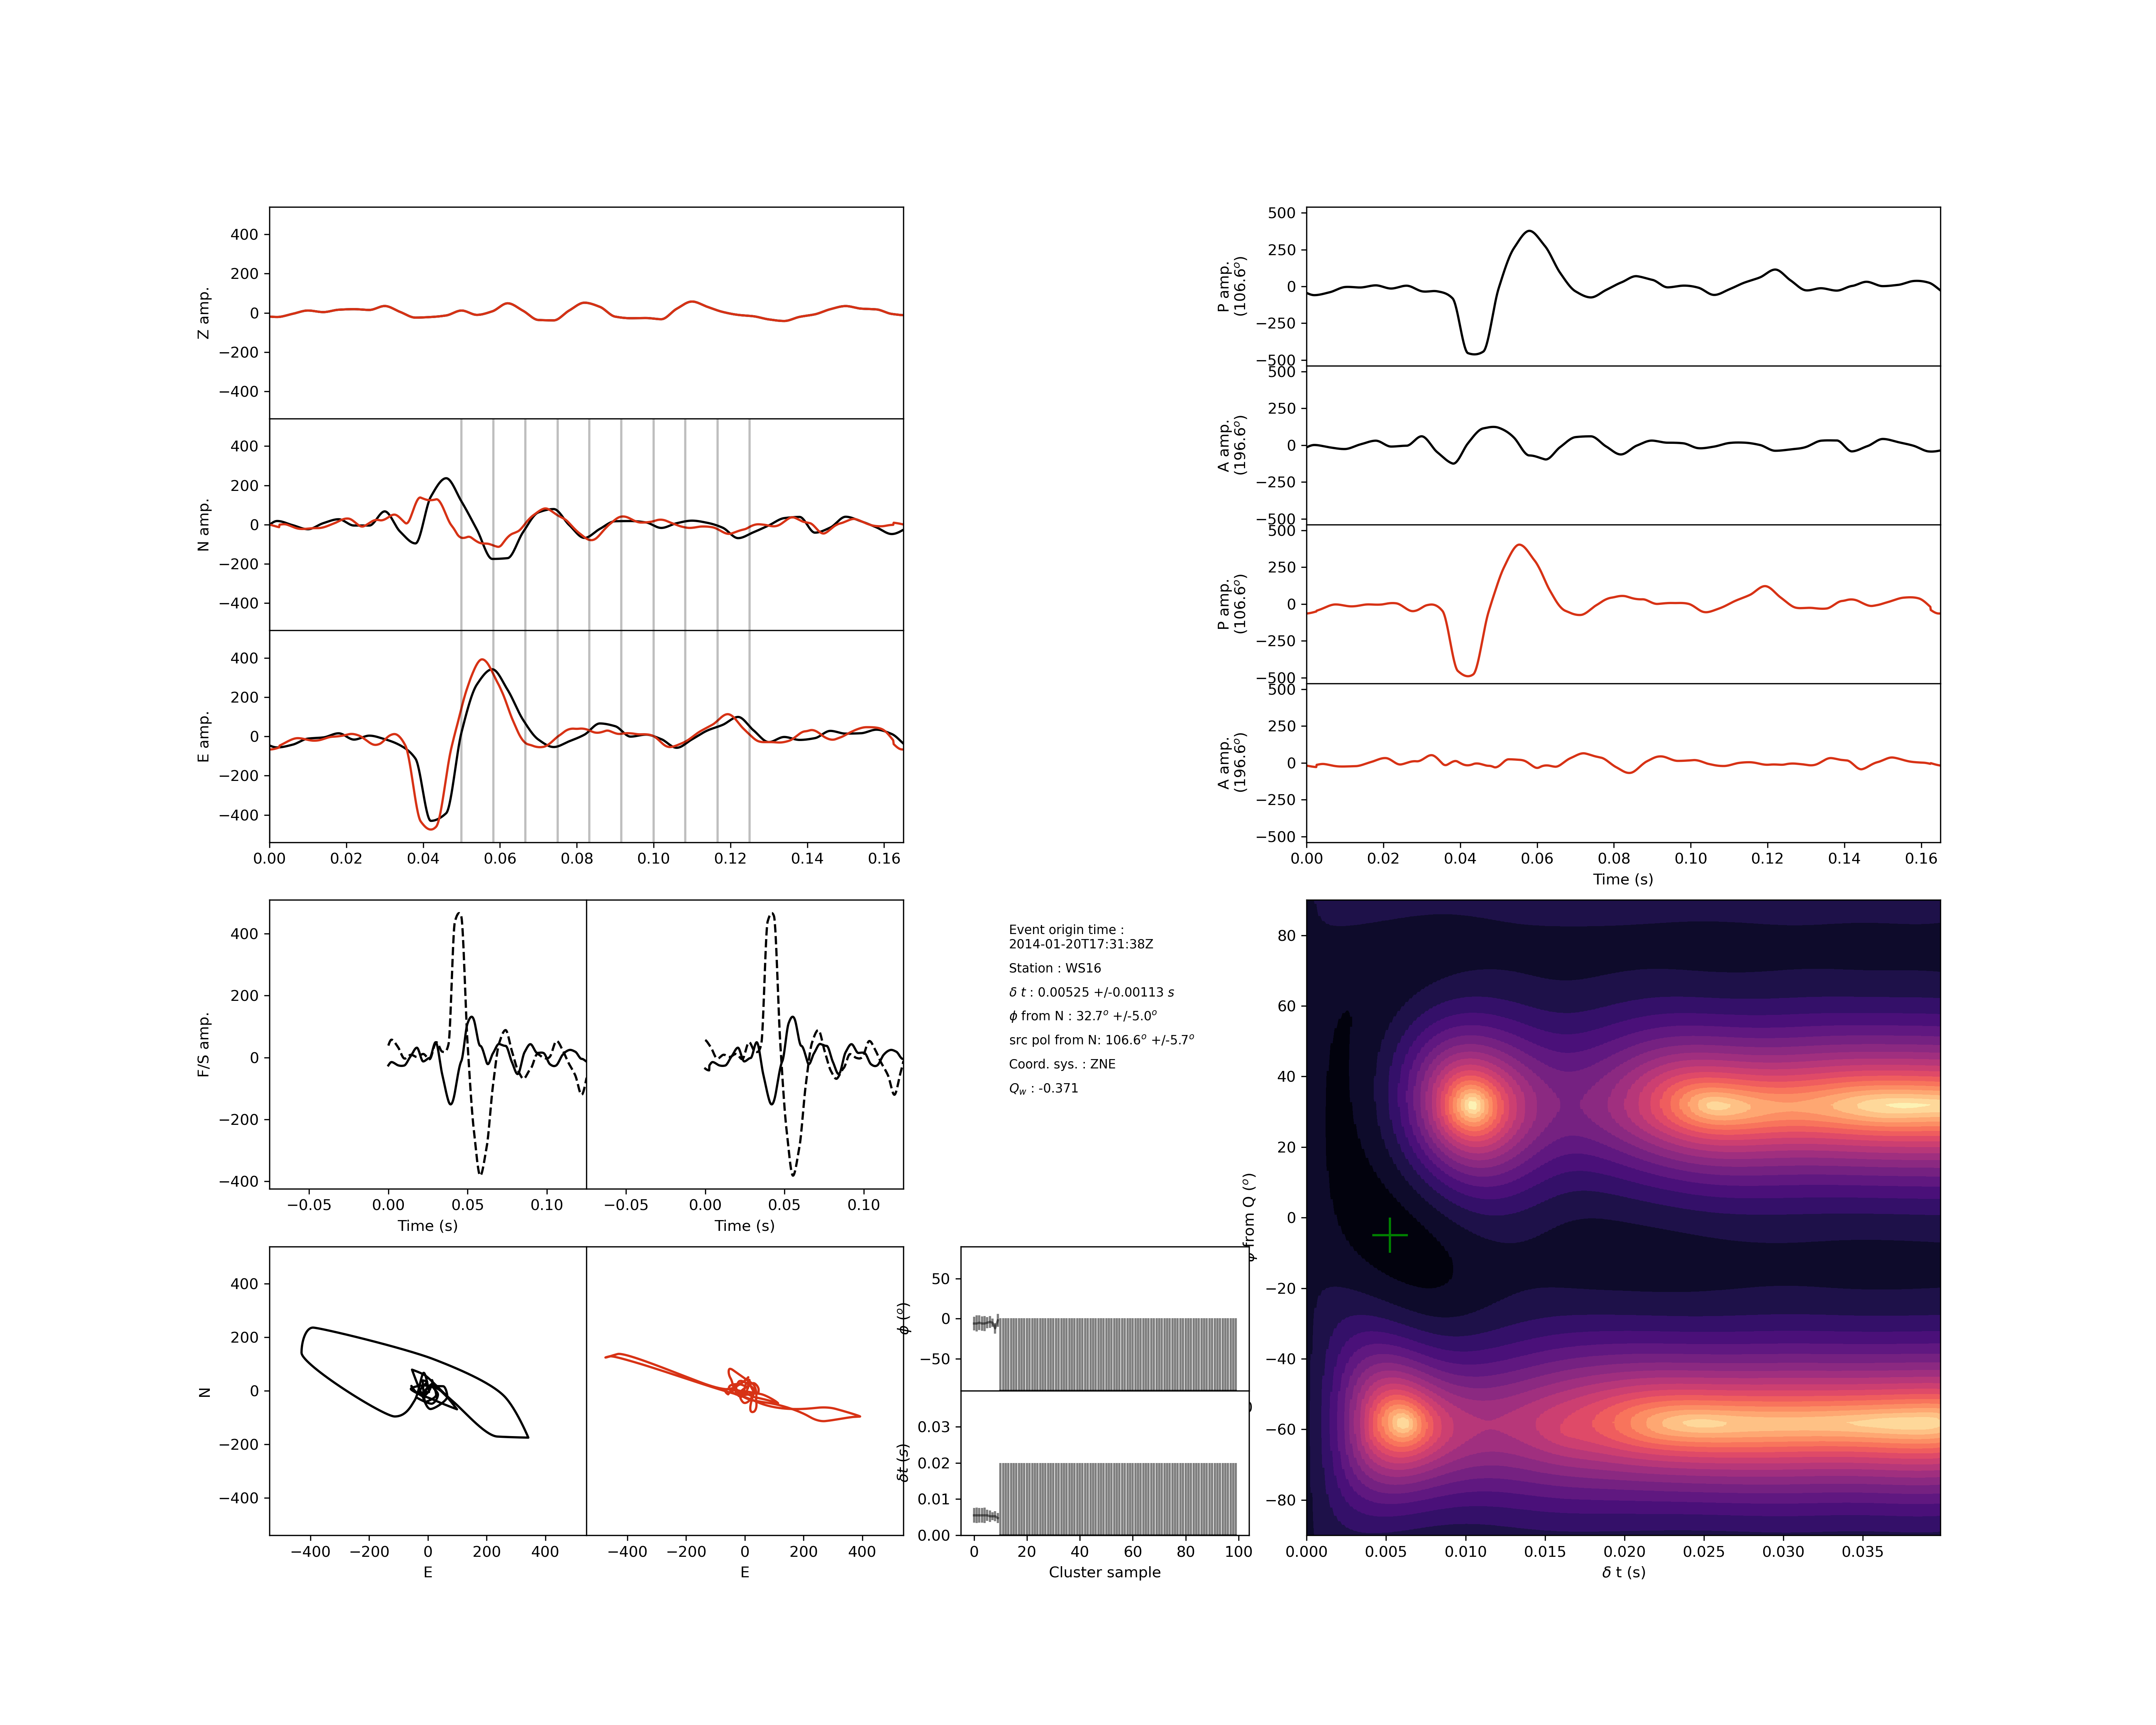 400
200
0
−200
−400
Z amp.
400
200
0
−200
−400
N amp.
400
200
0
−200
−400
E amp.
0.00 0.02 0.04 0.06 0.08 0.10 0.12 0.14 0.16
500
250
0
−250
−500
P amp.
(106.6°)
500
250
0
−250
−500
A amp.
(196.6°)
500
250
0
−250
−500
P amp.
(106.6°)
500
250
0
−250
−500
A amp.
(196.6°)
0.00 0.02 0.04 0.06 0.08 0.10 0.12 0.14 0.16
Time (s)
400
200
0
−200
−400
F/S amp.
−0.05 0.00 0.05 0.10
Time (s)
−0.05 0.00 0.05 0.10
Time (s)
Event origin time :
2014-01-20T17:31:38Z
Station : WS16
δ t : 0.00525 +/-0.00113 s
ϕ from N : 32.7° +/-5.0°
src pol from N: 106.6° +/-5.7°
Coord. sys. : ZNE
Qw : -0.371
400
200
0
−200
−400
N
−400 −200 0 200 400
E
−400 −200 0 200 400
E
50
0
−50
ϕ (°)
0.03
0.02
0.01
0.00
δt (s)
0 20 40 60 80 100
Cluster sample
80
60
40
20
0
−20
−40
−60
−80
ϕ from Q (°)
0.000 0.005 0.010 0.015 0.020 0.025 0.030 0.035
δ t (s)